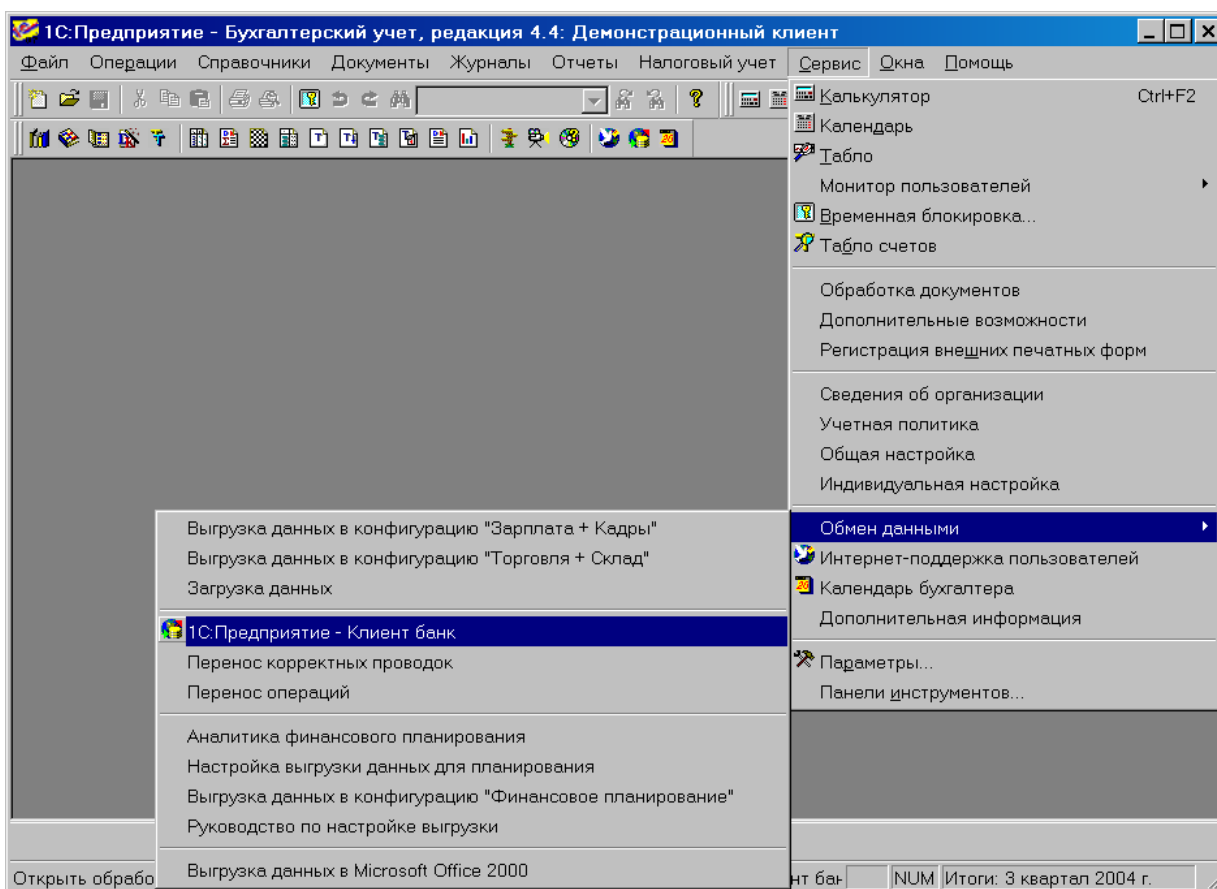 1С:Предприятие - Бухгалтерский учет, редакция 4.4: Демонстрационный клиент
Файл Операции Справочники Документы Журналы Отчеты Налоговый учет Сервис Окна Помощь
Калькулятор Ctrl+F2
Календарь
Табло
Монитор пользователей
Временная блокировка...
Табло счетов
Обработка документов
Дополнительные возможности
Регистрация внешних печатных форм
Сведения об организации
Учетная политика
Общая настройка
Индивидуальная настройка
Обмен данными
Интернет-поддержка пользователей
Календарь бухгалтера
Дополнительная информация
Параметры...
Панели инструментов...
Выгрузка данных в конфигурацию "Зарплата + Кадры"
Выгрузка данных в конфигурацию "Торговля + Склад"
Загрузка данных
1С:Предприятие - Клиент банк
Перенос корректных проводок
Перенос операций
Аналитика финансового планирования
Настройка выгрузки данных для планирования
Выгрузка данных в конфигурацию "Финансовое планирование"
Руководство по настройке выгрузки
Выгрузка данных в Microsoft Office 2000
Открыть обрабо нт бан NUM Итоги: 3 квартал 2004 г.